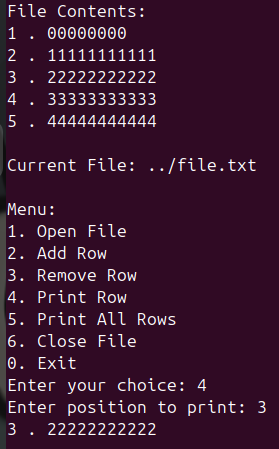 File Contents:
1 . 00000000
2 . 11111111111
3 . 22222222222
4 . 33333333333
5 . 44444444444
Current File: ../file.txt
Menu:
1. Open File
2. Add Row
3. Remove Row
4. Print Row
5. Print All Rows
6. Close File
0. Exit
Enter your choice: 4
Enter position to print: 3
3 . 22222222222